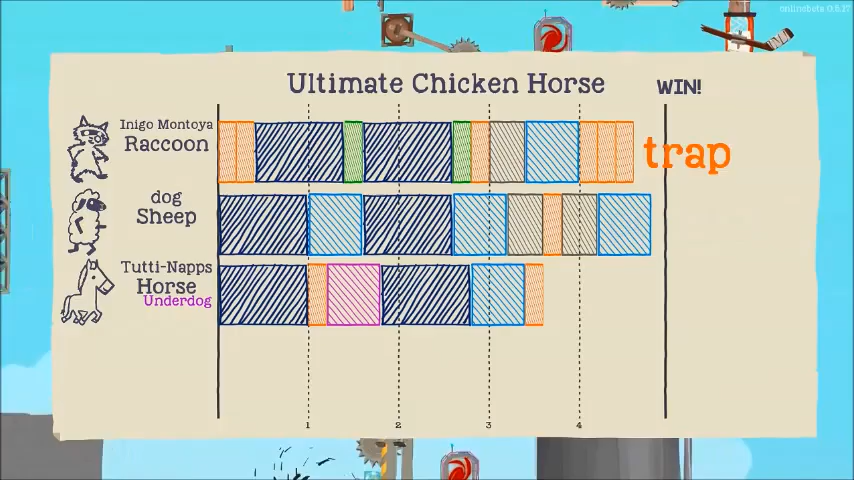 onlinebeta 0.5.27
Ultimate Chicken Horse
WIN!
Inigo Montoya
Raccoon
trap
dog
Sheep
Tutti-Napps
Horse
Underdog
1 2 3 4